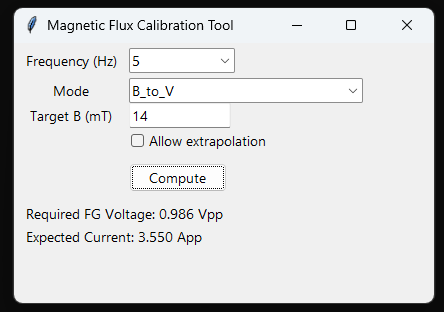 Magnetic Flux Calibration Tool
Frequency (Hz) 5
Mode B_to_V
Target B (mT) 14
Allow extrapolation
Compute
Required FG Voltage: 0.986 Vpp
Expected Current: 3.550 App